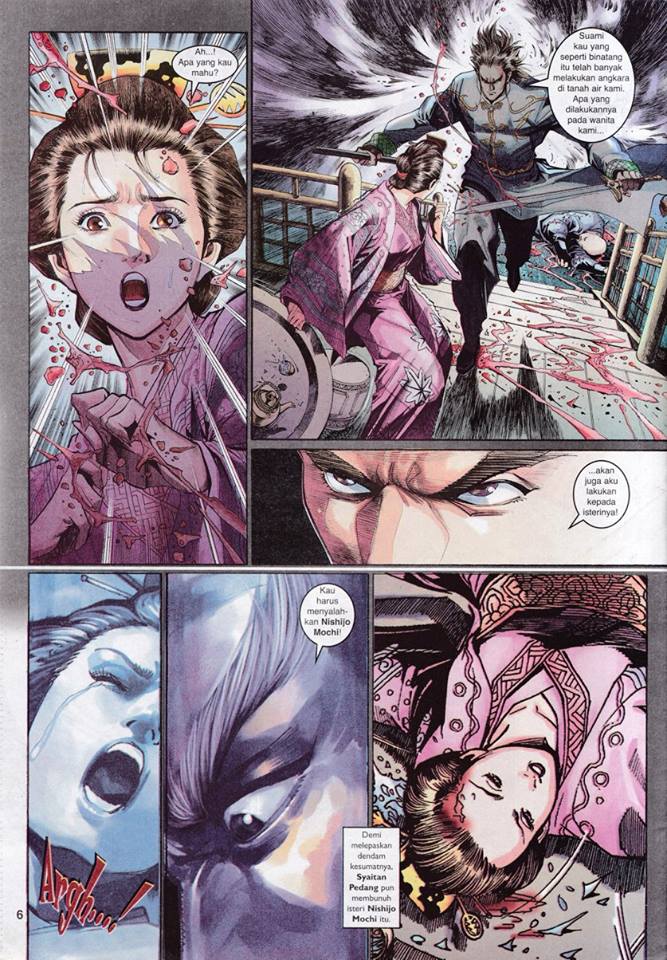 Ah...!
Apa yang kau
mahu?
Suami
kau yang
seperti binatang
itu telah banyak
melakukan angkara
di tanah air kami.
Apa yang
dilakukannya
pada wanita
kami...
...akan
juga aku
lakukan
kepada
isterinya!
Kau
harus
menyalah-
kan Nishijo
Mochi!
Argh....!
Demi
melepaskan
dendam
kesumatnya,
Syaitan
Pedang pun
membunuh
isteri Nishijo
Mochi itu.
6